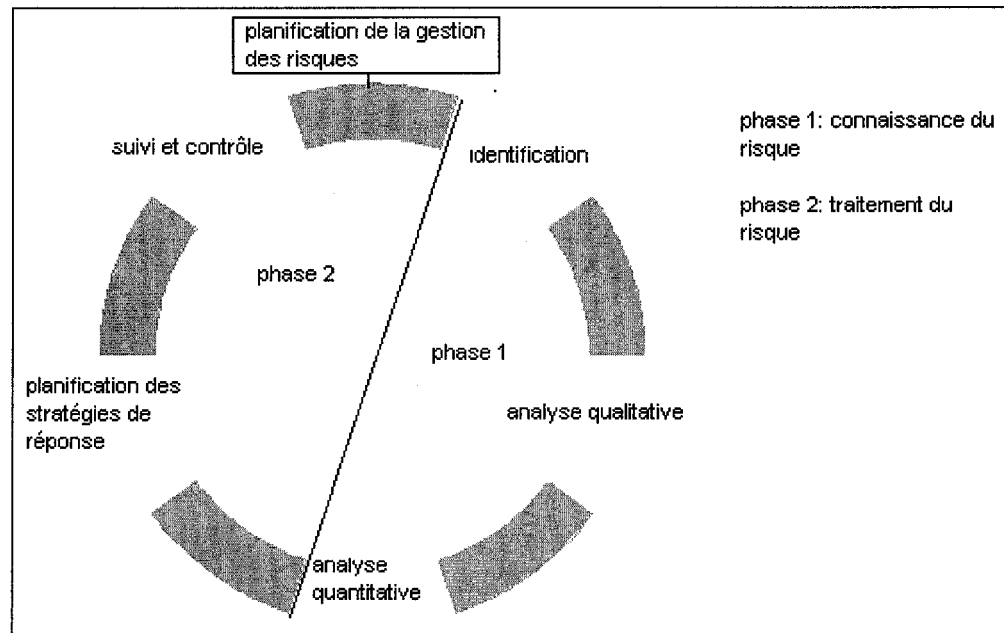 planification de la gestion
des risques
suivi et contrôle
identification
phase 1: connaissance du
risque
phase 2: traitement du
risque
phase 2
phase 1
planification des
stratégies de
réponse
analyse qualitative
analyse
quantitative